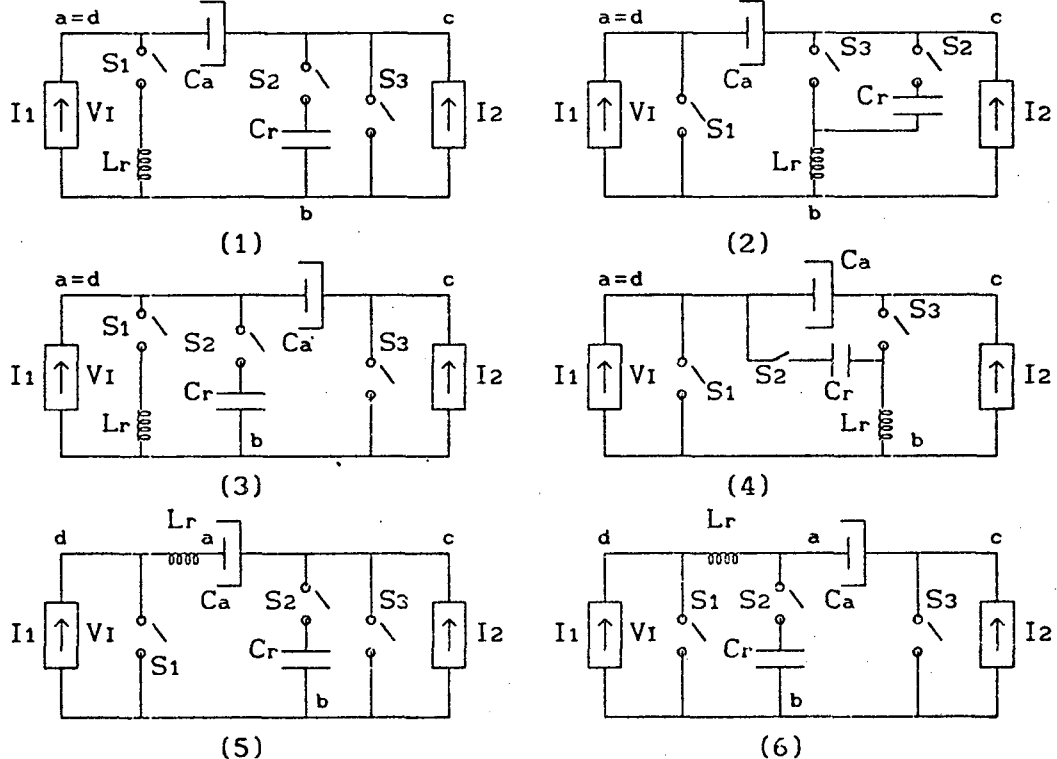 a=d c
S1 Ca S2 S3
I1 VI I2
Lr Cr
b
(1)
a=d c
Ca S3 S2
I1 VI S1 Cr I2
Lr
b
(2)
a=d c
S1 S2 Ca S3
I1 VI I2
Lr Cr
b
(3)
a=d Ca c
S3
I1 VI S1 S2 Cr I2
Lr b
(4)
Lr
d a c
Ca S2 S3
I1 VI I2
S1 Cr
b
(5)
Lr
d a c
S1 S2 Ca S3
I1 VI I2
Cr
b
(6)